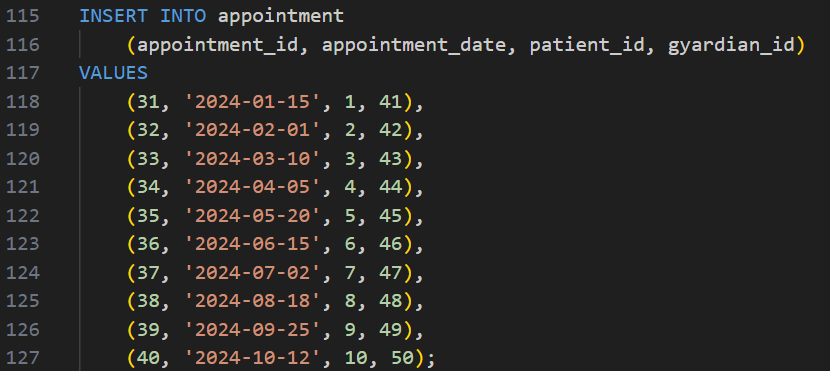 115 INSERT INTO appointment
116 (appointment_id, appointment_date, patient_id, gyardian_id)
117 VALUES
118 (31, '2024-01-15', 1, 41),
119 (32, '2024-02-01', 2, 42),
120 (33, '2024-03-10', 3, 43),
121 (34, '2024-04-05', 4, 44),
122 (35, '2024-05-20', 5, 45),
123 (36, '2024-06-15', 6, 46),
124 (37, '2024-07-02', 7, 47),
125 (38, '2024-08-18', 8, 48),
126 (39, '2024-09-25', 9, 49),
127 (40, '2024-10-12', 10, 50);